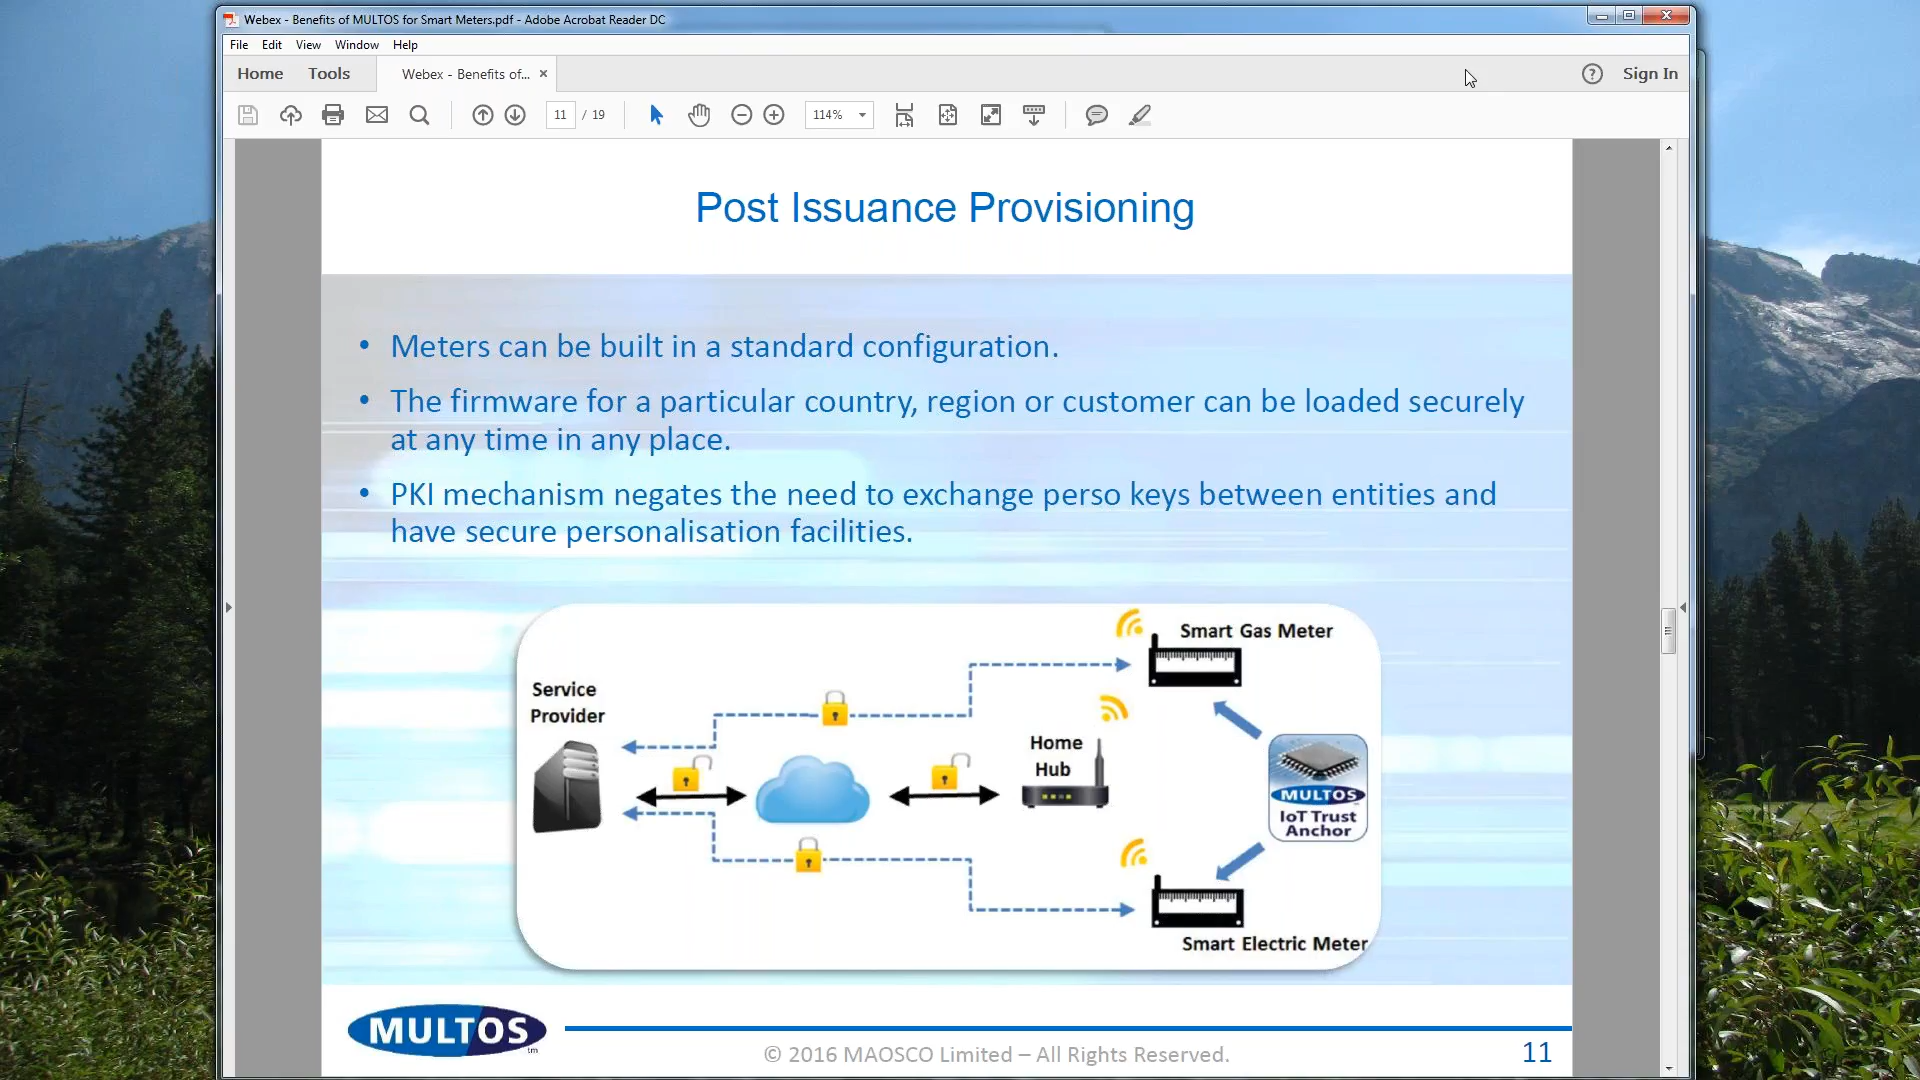 Webex - Benefits of MULTOS for Smart Meters.pdf - Adobe Acrobat Reader DC
File Edit View Window Help
Home Tools Webex - Benefits of... × ? Sign In
11 / 19 114%
Post Issuance Provisioning
• Meters can be built in a standard configuration.
• The firmware for a particular country, region or customer can be loaded securely
at any time in any place.
• PKI mechanism negates the need to exchange perso keys between entities and
have secure personalisation facilities.
Smart Gas Meter
Service
Provider
Home
Hub
MULTOS
IoT Trust
Anchor
Smart Electric Meter
MULTOS tm
© 2016 MAOSCO Limited – All Rights Reserved.
11